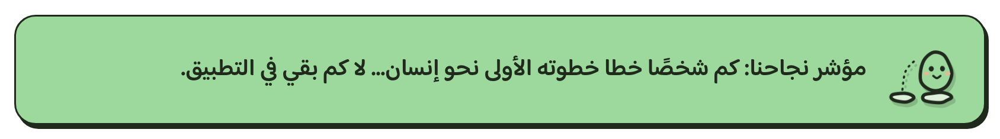 مؤشر نجاحنا: كم شخصًا خطا خطوته الأولى نحو إنسان... لا كم بقي في التطبيق.